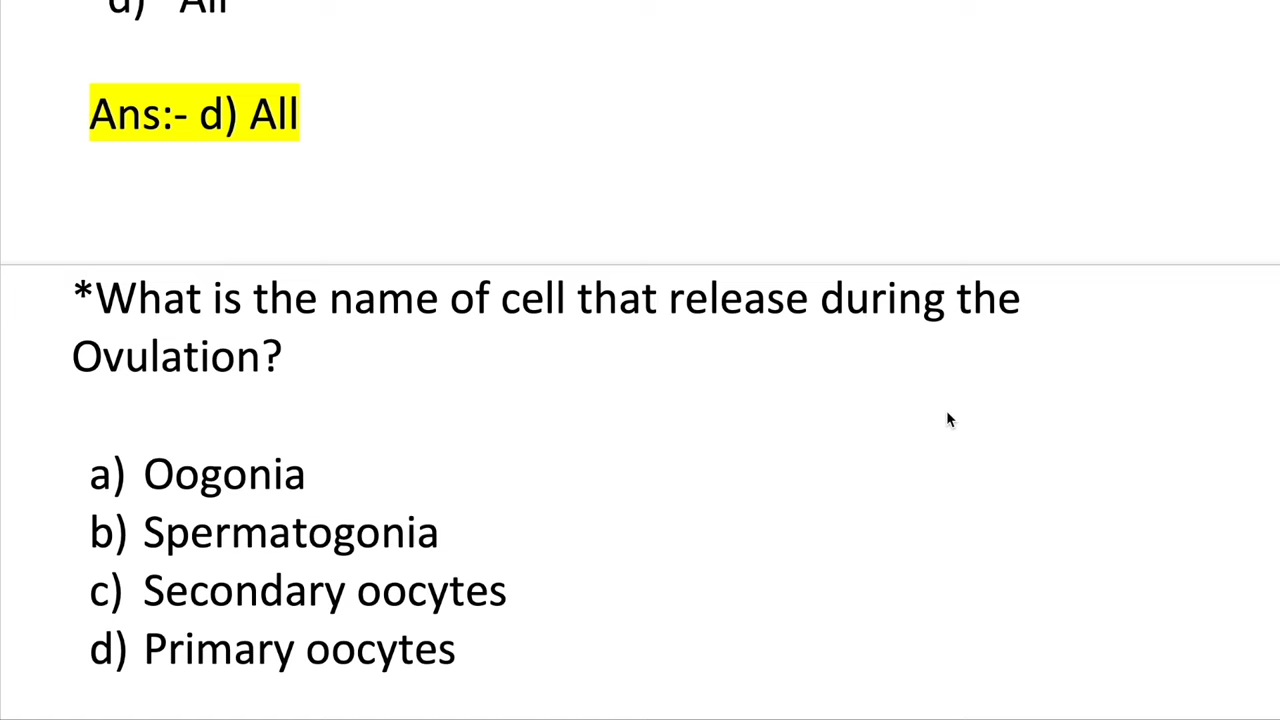 d) All
Ans:- d) All
*What is the name of cell that release during the
Ovulation?
a) Oogonia
b) Spermatogonia
c) Secondary oocytes
d) Primary oocytes